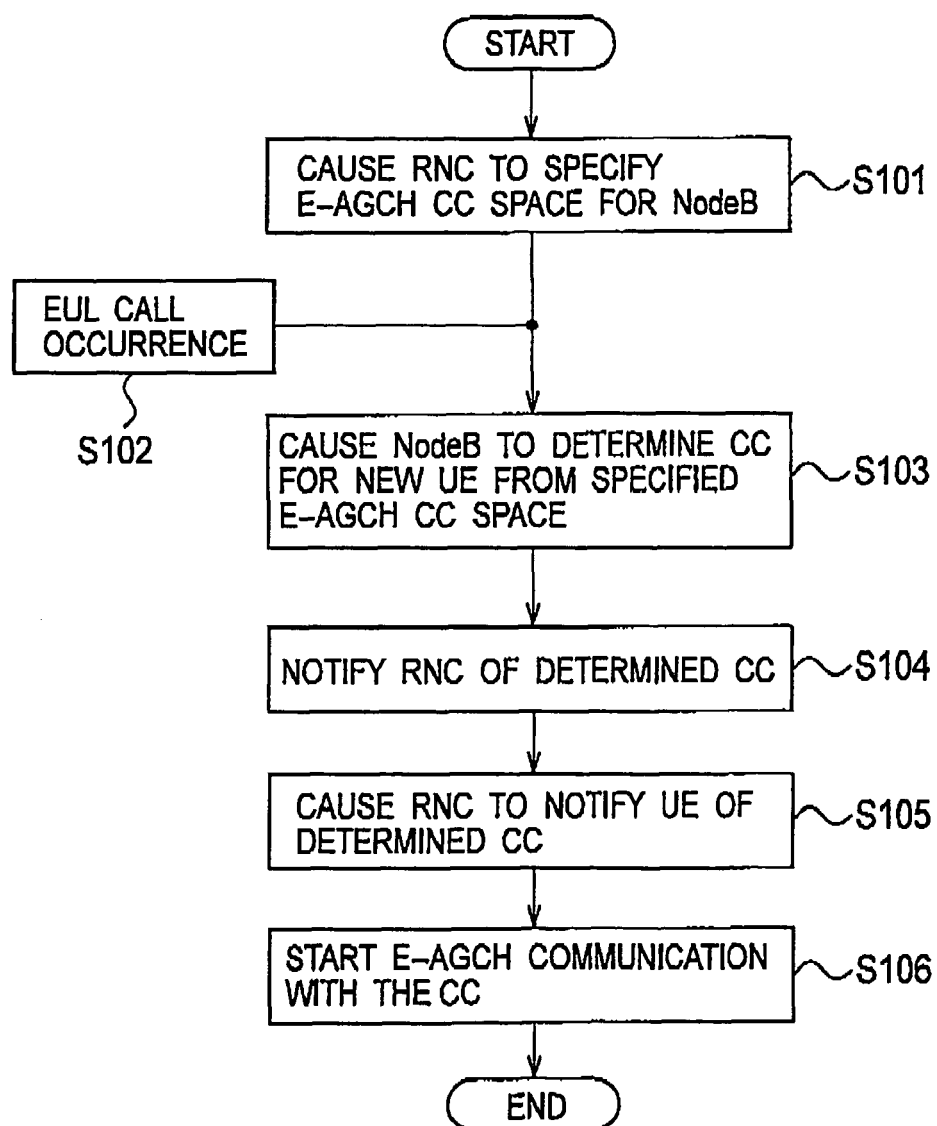 START
CAUSE RNC TO SPECIFY
E-AGCH CC SPACE FOR NodeB
S101
EUL CALL
OCCURRENCE
S102
CAUSE NodeB TO DETERMINE CC
FOR NEW UE FROM SPECIFIED
E-AGCH CC SPACE
S103
NOTIFY RNC OF DETERMINED CC
S104
CAUSE RNC TO NOTIFY UE OF
DETERMINED CC
S105
START E-AGCH COMMUNICATION
WITH THE CC
S106
END